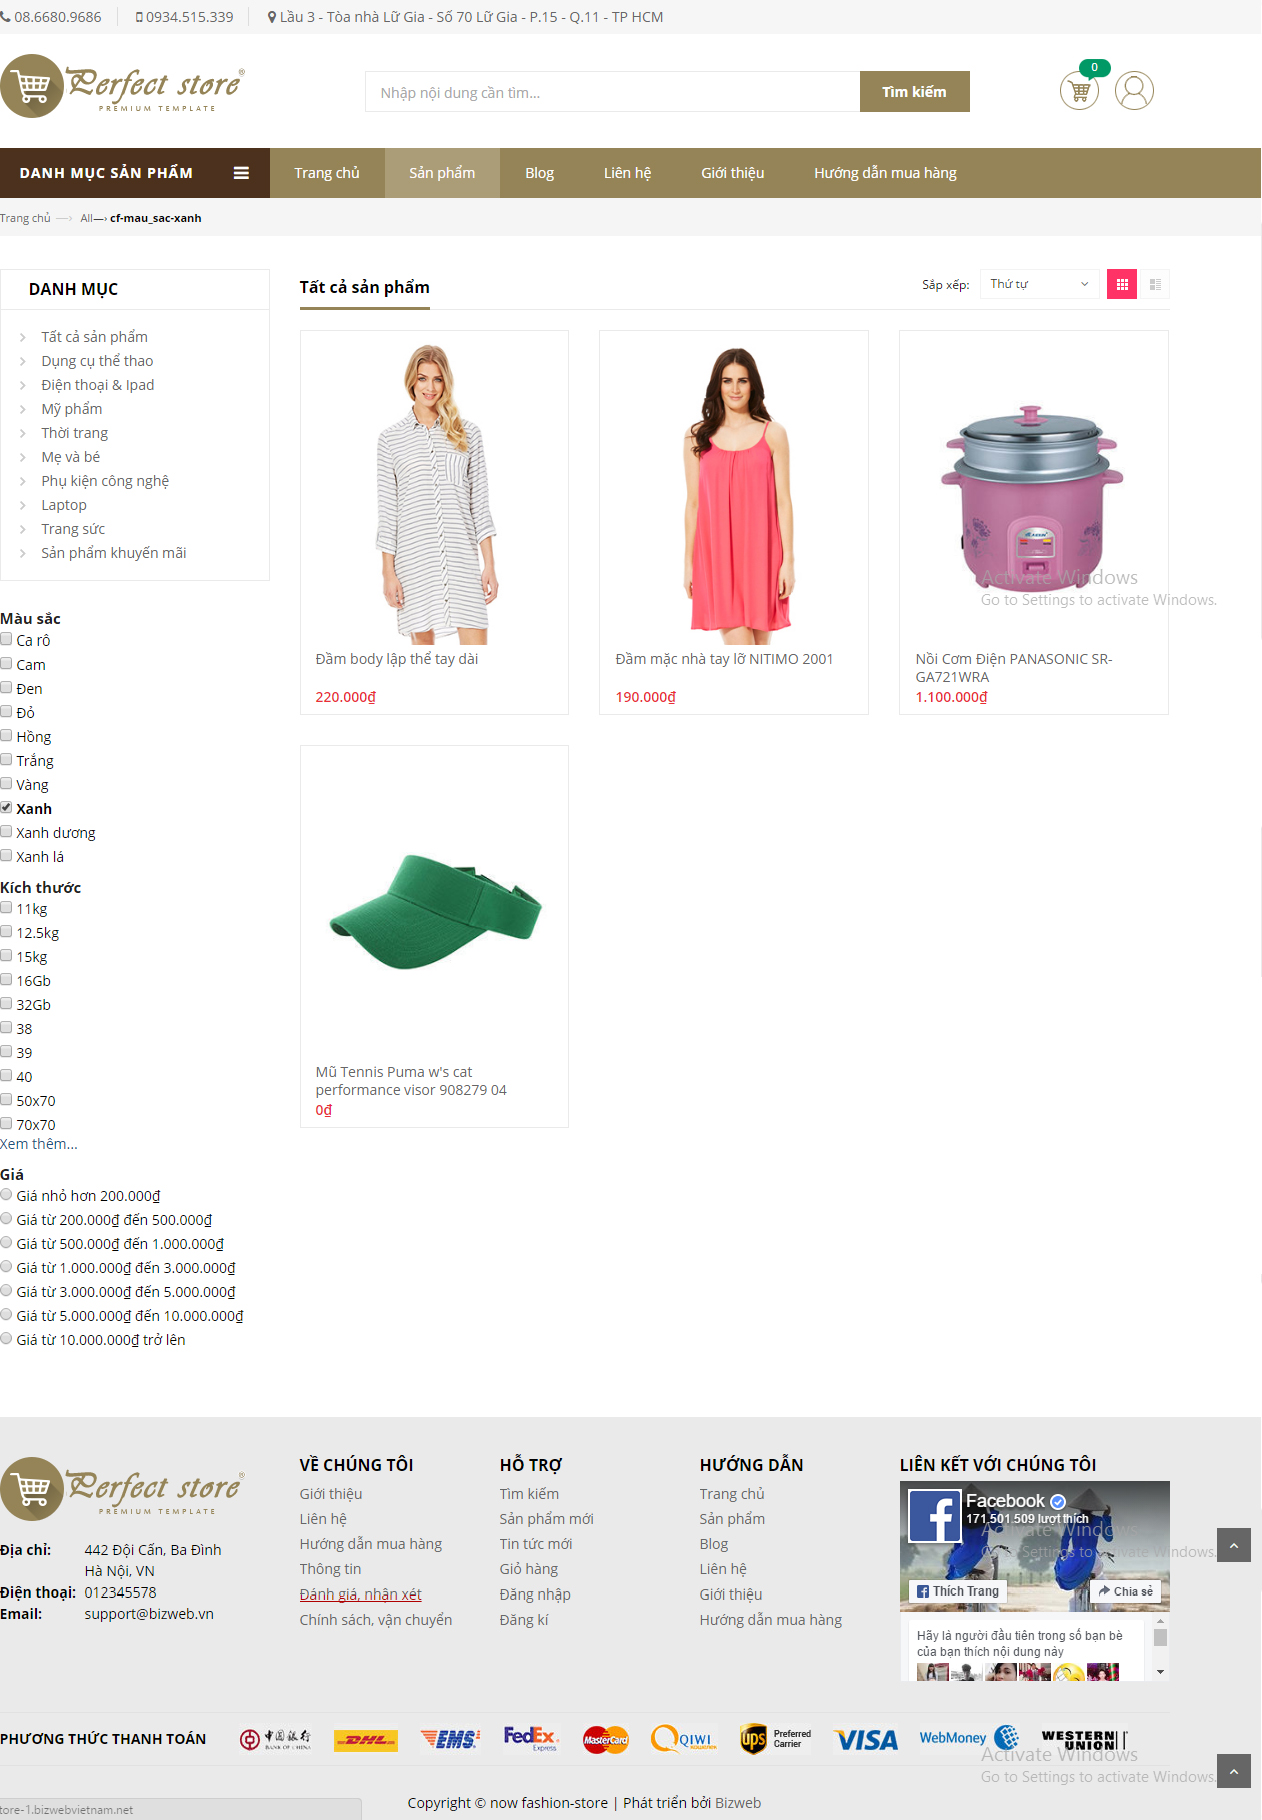 08.6680.9686 0934.515.339 Lầu 3 - Tòa nhà Lữ Gia - Số 70 Lữ Gia - P.15 - Q.11 - TP HCM
Perfect store®
PREMIUM TEMPLATE
Nhập nội dung cần tìm...
Tìm kiếm
0
DANH MỤC SẢN PHẨM
Trang chủ Sản phẩm Blog Liên hệ Giới thiệu Hướng dẫn mua hàng
Trang chủ —› All—› cf-mau_sac-xanh
DANH MỤC
Tất cả sản phẩm
Dụng cụ thể thao
Điện thoại & Ipad
Mỹ phẩm
Thời trang
Mẹ và bé
Phụ kiện công nghệ
Laptop
Trang sức
Sản phẩm khuyến mãi
Màu sắc
Ca rô
Cam
Đen
Đỏ
Hồng
Trắng
Vàng
Xanh
Xanh dương
Xanh lá
Kích thước
11kg
12.5kg
15kg
16Gb
32Gb
38
39
40
50x70
70x70
Xem thêm...
Giá
Giá nhỏ hơn 200.000₫
Giá từ 200.000₫ đến 500.000₫
Giá từ 500.000₫ đến 1.000.000₫
Giá từ 1.000.000₫ đến 3.000.000₫
Giá từ 3.000.000₫ đến 5.000.000₫
Giá từ 5.000.000₫ đến 10.000.000₫
Giá từ 10.000.000₫ trở lên
Tất cả sản phẩm
Sắp xếp: Thứ tự
Đầm body lập thể tay dài
220.000₫
Đầm mặc nhà tay lỡ NITIMO 2001
190.000₫
Activate Windows
Go to Settings to activate Windows.
Nồi Cơm Điện PANASONIC SR-
GA721WRA
1.100.000₫
Mũ Tennis Puma w's cat
performance visor 908279 04
0₫
Perfect store®
PREMIUM TEMPLATE
Địa chỉ: 442 Đội Cấn, Ba Đình
Hà Nội, VN
Điện thoại: 012345578
Email: support@bizweb.vn
VỀ CHÚNG TÔI
Giới thiệu
Liên hệ
Hướng dẫn mua hàng
Thông tin
Đánh giá, nhận xét
Chính sách, vận chuyển
HỖ TRỢ
Tìm kiếm
Sản phẩm mới
Tin tức mới
Giỏ hàng
Đăng nhập
Đăng kí
HƯỚNG DẪN
Trang chủ
Sản phẩm
Blog
Liên hệ
Giới thiệu
Hướng dẫn mua hàng
LIÊN KẾT VỚI CHÚNG TÔI
Facebook
171.501.509 lượt thích
Activate Windows
Go to Settings to activate Windows.
Thích Trang Chia sẻ
Hãy là người đầu tiên trong số bạn bè
của bạn thích nội dung này
PHƯƠNG THỨC THANH TOÁN
中国银行
BANK OF CHINA
DHL
EMS
FedEx
Express
MasterCard
QIWI
ups
Preferred
Carrier
VISA
WebMoney
WESTERN
UNION
Activate Windows
Go to Settings to activate Windows.
tore-1.bizwebvietnam.net
Copyright © now fashion-store | Phát triển bởi Bizweb